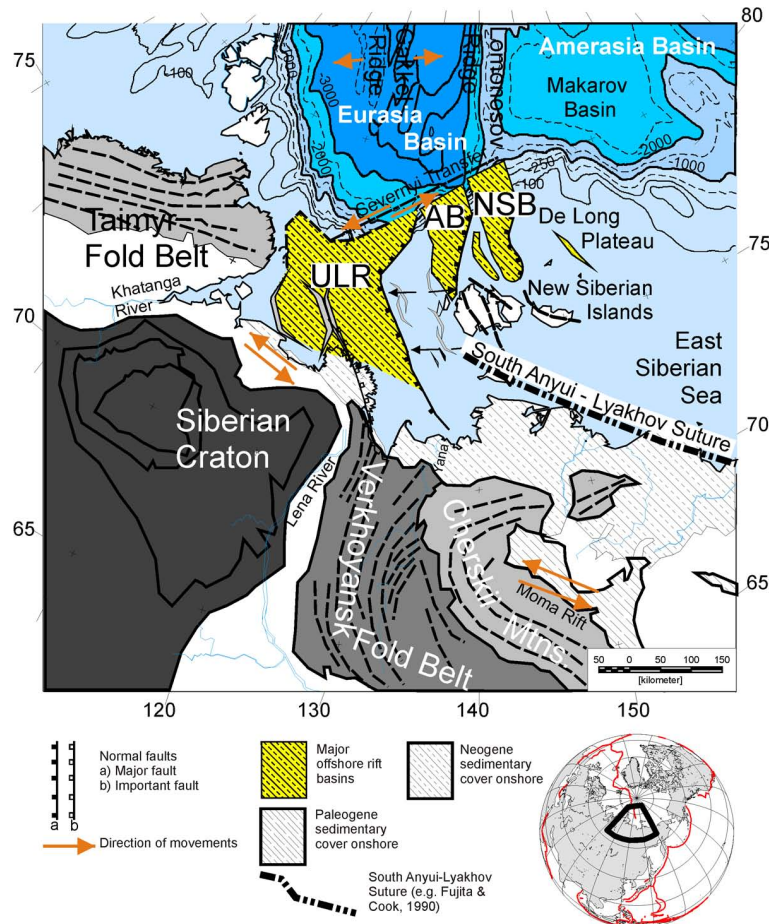 80
75
100
3000
2000
Ridge
Gakkel
Ridge
Lomonosov
Amerasia Basin
Makarov
Basin
Eurasia
Basin
2000
1000
2000
250
100
Severnyi Transfer
AB
NSB
De Long
Plateau
75
Taimyr
Fold Belt
ULR
Khatanga
River
New Siberian
Islands
70
East
Siberian
Sea
South Anyui - Lyakhov Suture
Siberian
Craton
70
Lena River
Yana
Verkhoyansk Fold Belt
Cherski Mtns.
65
Moma Rift
65
50 0 50 100 150
[kilometer]
120
130
140
150
Normal faults
a) Major fault
b) Important fault
a b
Direction of movements
Major
offshore rift
basins
Paleogene
sedimentary
cover onshore
South Anyui-Lyakhov
Suture (e.g. Fujita &
Cook, 1990)
Neogene
sedimentary
cover onshore